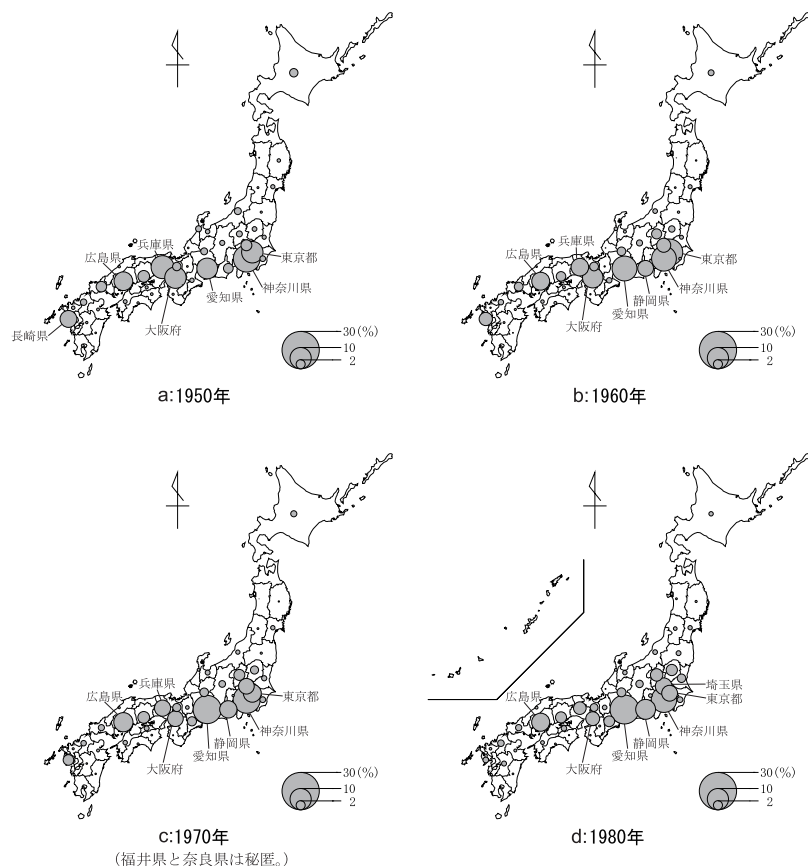 兵庫県
広島県
東京都
神奈川県
愛知県
大阪府
長崎県
30(%)
10
2
a:1950年
兵庫県
広島県
東京都
神奈川県
静岡県
愛知県
大阪府
30(%)
10
2
b:1960年
兵庫県
広島県
東京都
神奈川県
静岡県
愛知県
大阪府
30(%)
10
2
c:1970年
(福井県と奈良県は秘匿。)
埼玉県
東京都
広島県
神奈川県
静岡県
愛知県
大阪府
30(%)
10
2
d:1980年